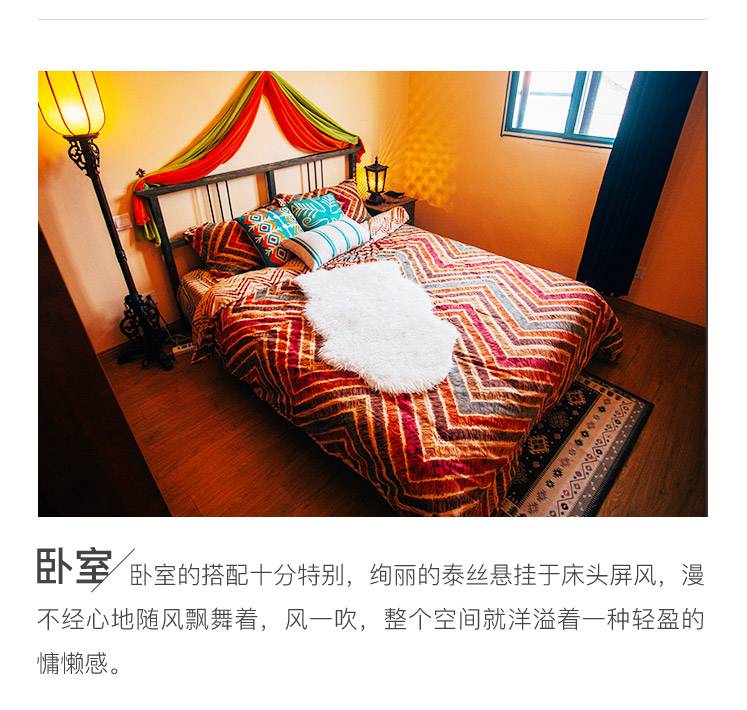 卧室/卧室的搭配十分特别，绚丽的泰丝悬挂于床头屏风，漫
不经心地随风飘舞着，风一吹，整个空间就洋溢着一种轻盈的
慵懒感。